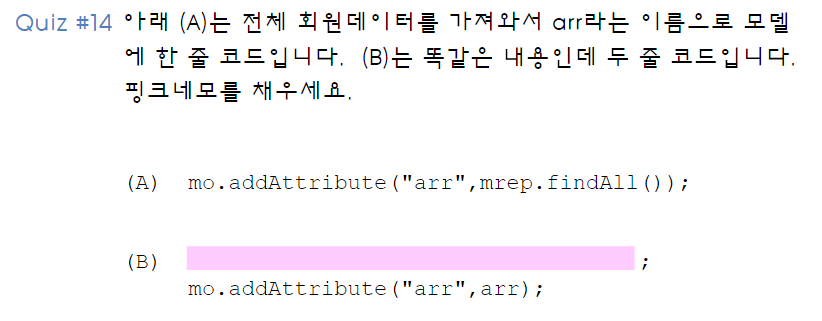 Quiz #14 아래 (A)는 전체 회원데이터를 가져와서 arr라는 이름으로 모델
에 한 줄 코드입니다. (B)는 똑같은 내용인데 두 줄 코드입니다.
핑크네모를 채우세요.
(A) mo.addAttribute("arr",mrep.findAll());
(B) ;
mo.addAttribute("arr",arr);